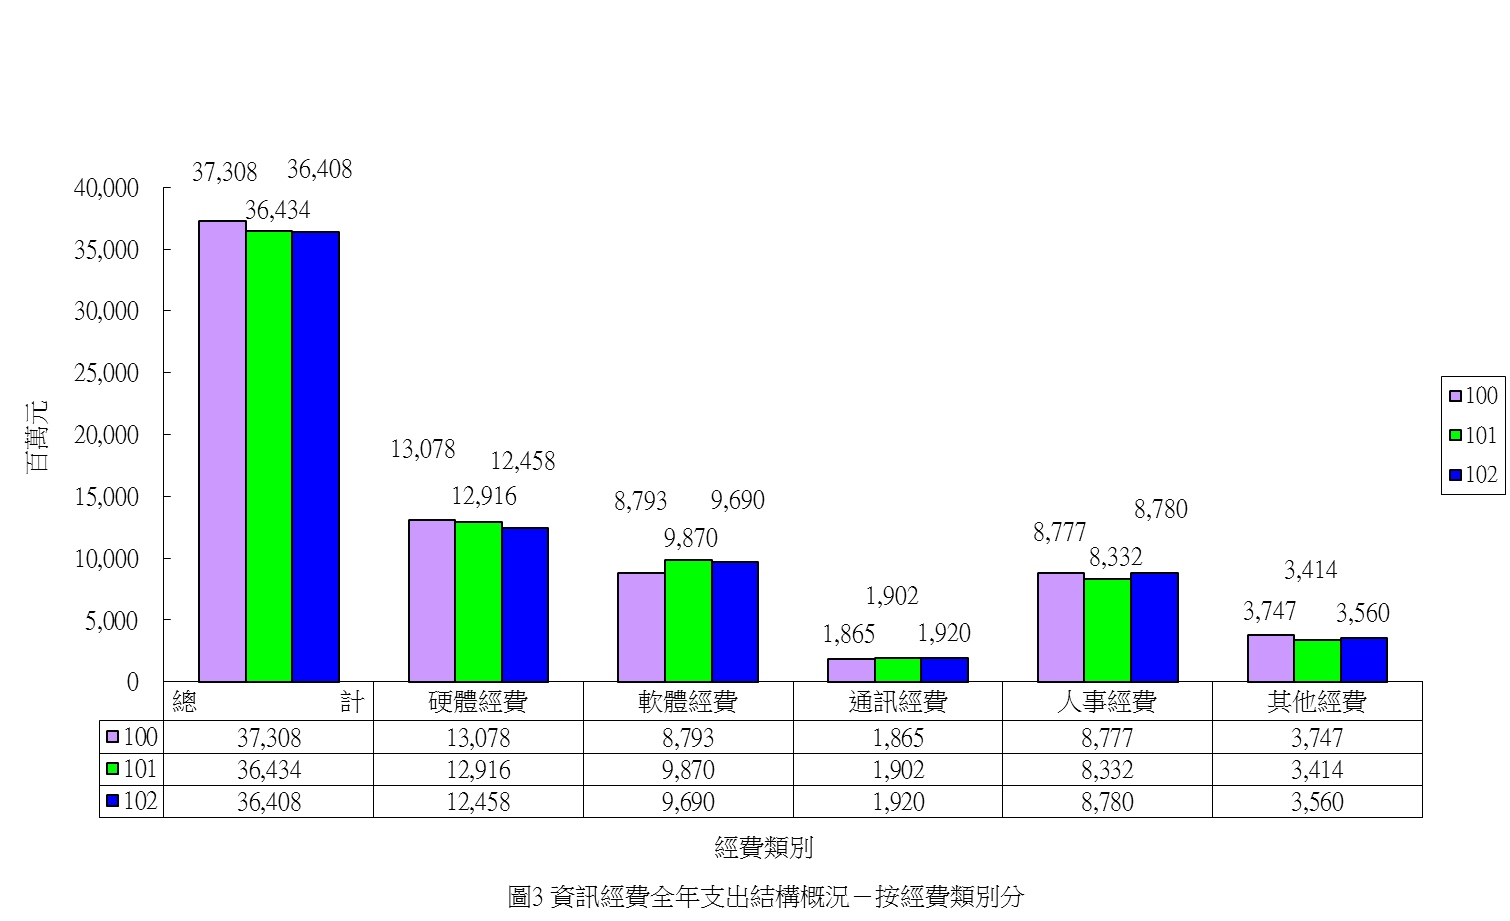 37,308 36,434 36,408
13,078 12,916 12,458
8,793 9,870 9,690
1,865 1,902 1,920
8,777 8,332 8,780
3,747 3,414 3,560
40,000
35,000
30,000
25,000
20,000
15,000
10,000
5,000
0
百萬元
100
101
102
總計 硬體經費 軟體經費 通訊經費 人事經費 其他經費
100 37,308 13,078 8,793 1,865 8,777 3,747
101 36,434 12,916 9,870 1,902 8,332 3,414
102 36,408 12,458 9,690 1,920 8,780 3,560
經費類別
圖3 資訊經費全年支出結構概況－按經費類別分